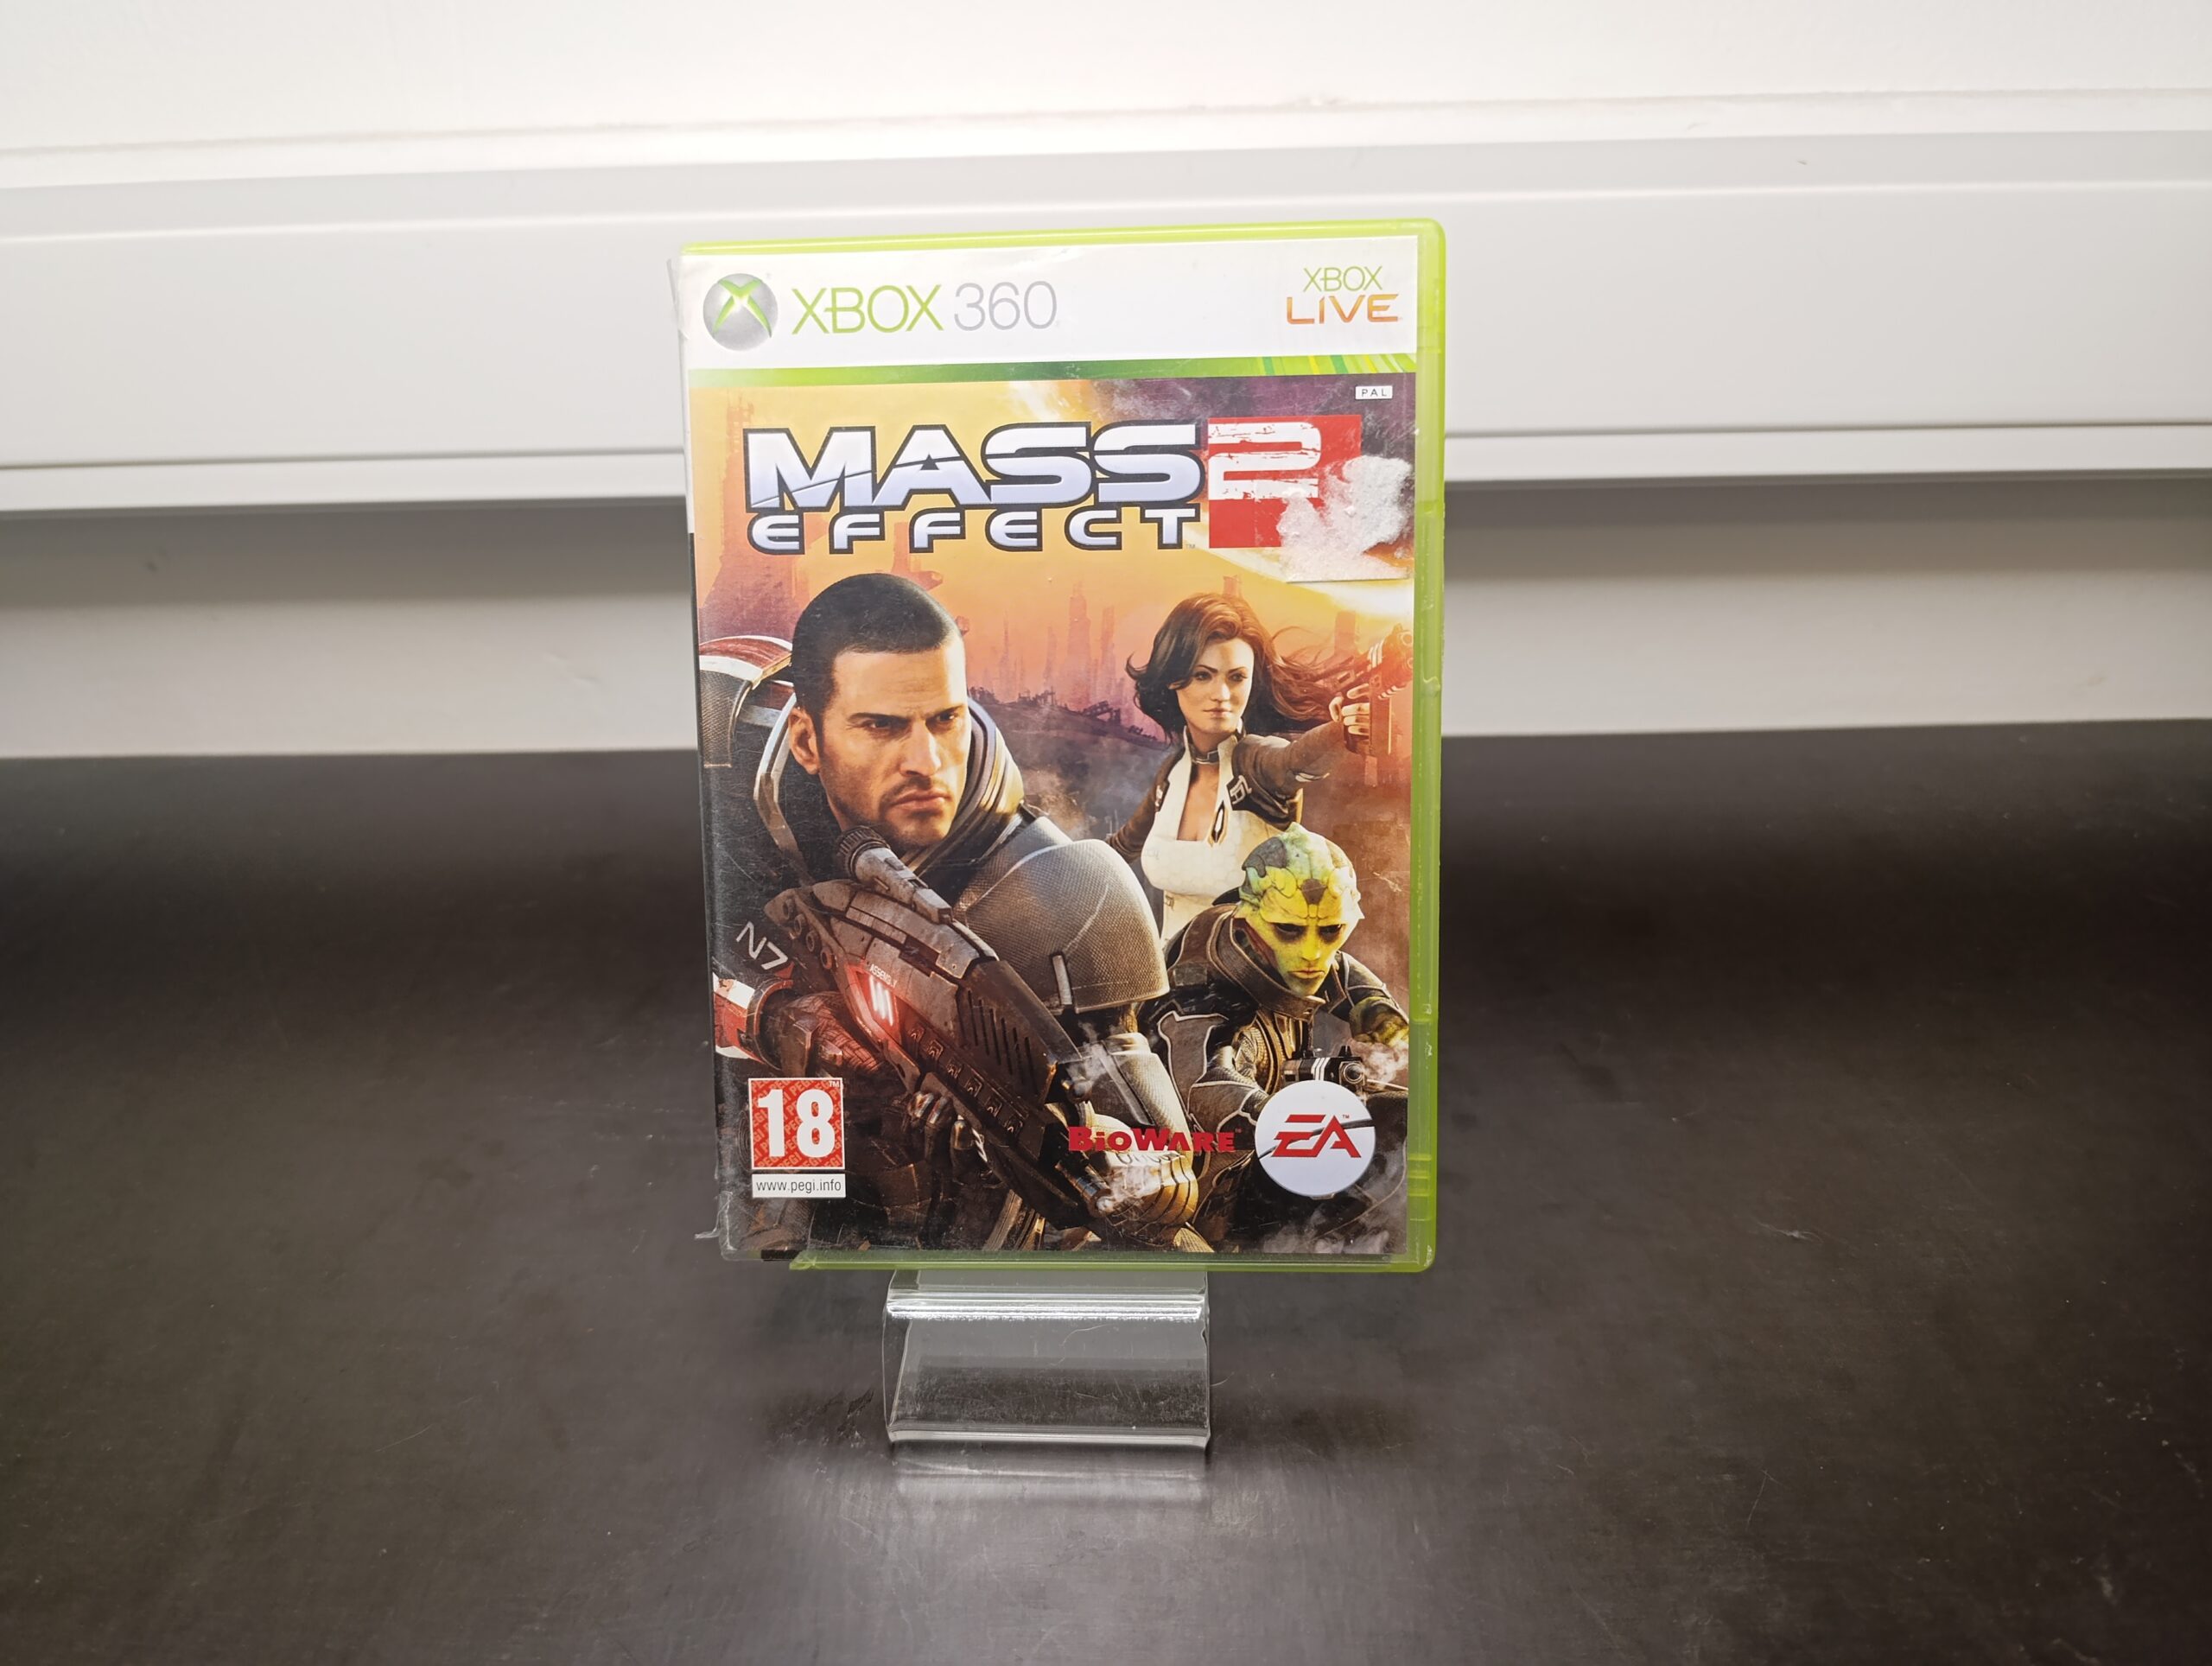 XBOX 360
XBOX
LIVE
PAL
MASS 2
EFFECT
N7
18
www.pegi.info
BIOWARE
EA